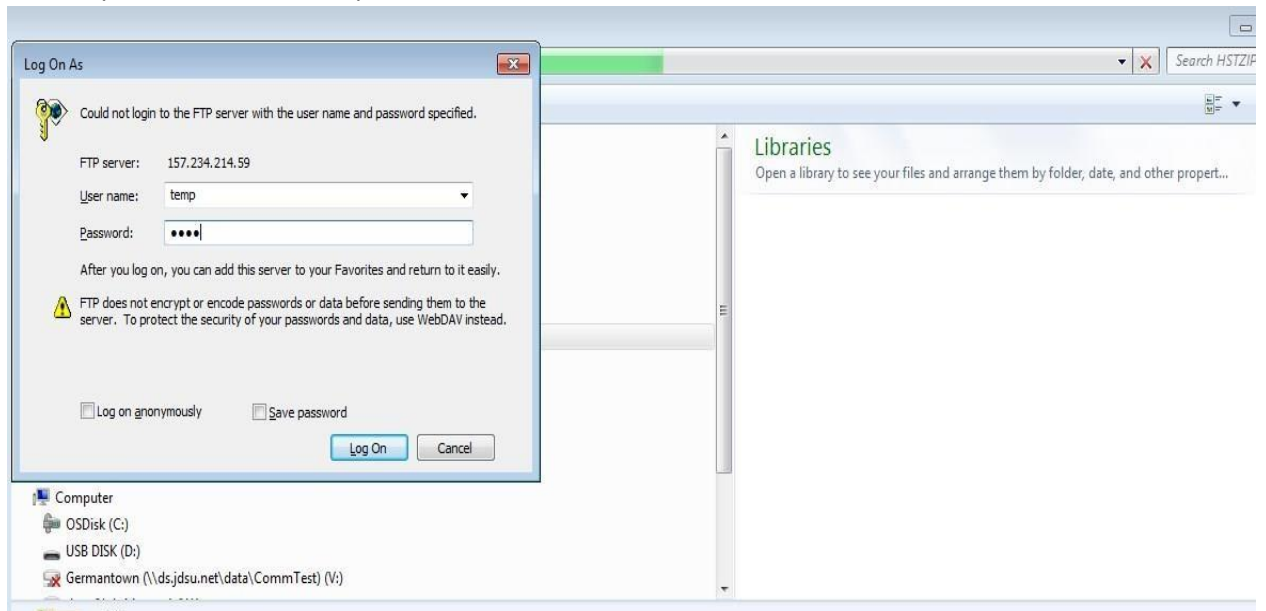 Log On As
Search HSTZIP
Could not login to the FTP server with the user name and password specified.
FTP server: 157.234.214.59
User name: temp
Password: ••••
After you log on, you can add this server to your Favorites and return to it easily.
FTP does not encrypt or encode passwords or data before sending them to the
server. To protect the security of your passwords and data, use WebDAV instead.
Log on anonymously Save password
Log On Cancel
Libraries
Open a library to see your files and arrange them by folder, date, and other propert...
Computer
OSDisk (C:)
USB DISK (D:)
Germantown (\\ds.jdsu.net\data\CommTest) (V:)